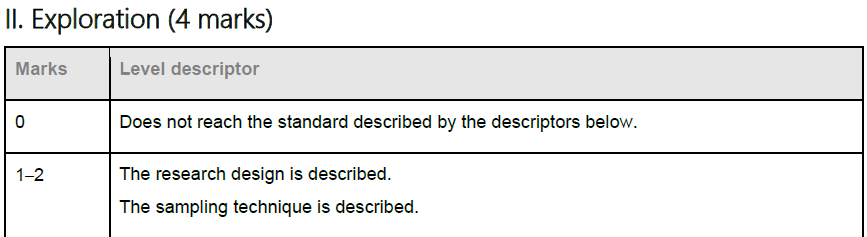 II. Exploration (4 marks)
Marks Level descriptor
0 Does not reach the standard described by the descriptors below.
1–2 The research design is described.
The sampling technique is described.